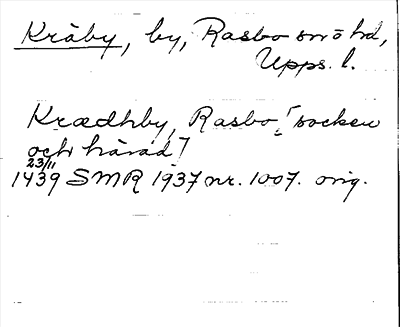 Kråby, by, Rasbo sn o hd,
Upps. l.
Krædhby, Rasbo [socken
och härad]
23/11
1439 SMR 1937 nr. 1007. orig.